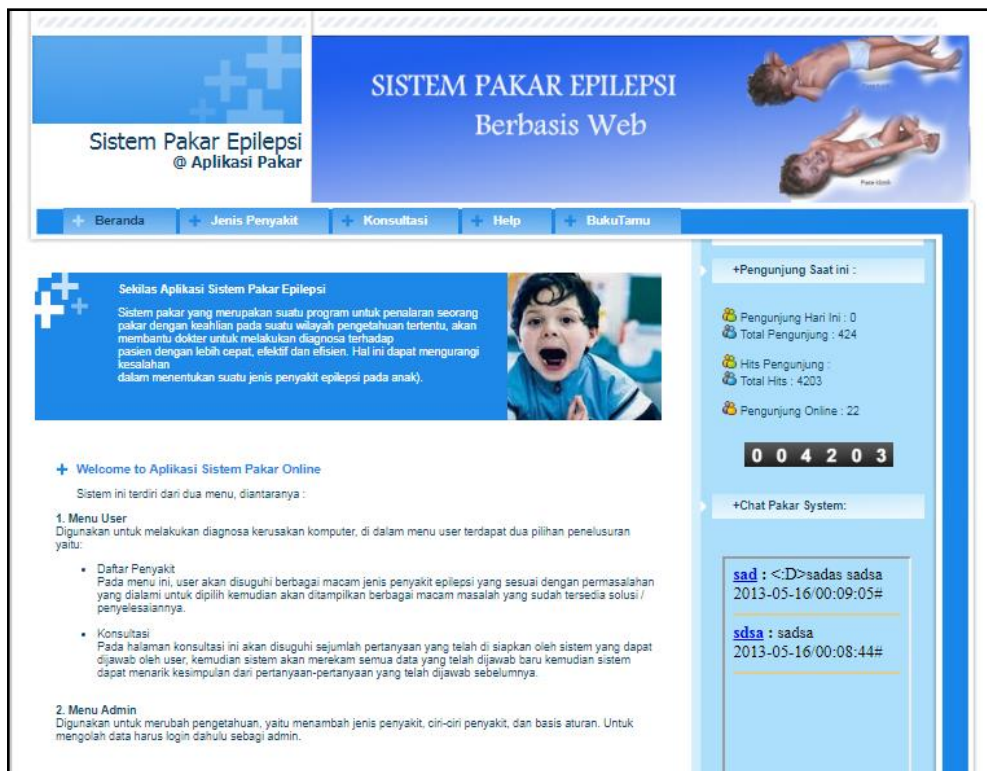 SISTEM PAKAR EPILEPSI
Berbasis Web
Sistem Pakar Epilepsi
@ Aplikasi Pakar
Beranda
Jenis Penyakit
Konsultasi
Help
BukuTamu
Sekilas Aplikasi Sistem Pakar Epilepsi
Sistem pakar yang merupakan suatu program untuk penalaran seorang
pakar dengan keahlian pada suatu wilayah pengetahuan tertentu, akan
membantu dokter untuk melakukan diagnosa terhadap
pasien dengan lebih cepat, efektif dan efisien. Hal ini dapat mengurangi
kesalahan
dalam menentukan suatu jenis penyakit epilepsi pada anak).
Welcome to Aplikasi Sistem Pakar Online
Sistem ini terdiri dari dua menu, diantaranya :
1. Menu User
Digunakan untuk melakukan diagnosa kerusakan komputer, di dalam menu user terdapat dua pilihan penelusuran
yaitu:
• Daftar Penyakit
Pada menu ini, user akan disuguhi berbagai macam jenis penyakit epilepsi yang sesuai dengan permasalahan
yang dialami untuk dipilih kemudian akan ditampilkan berbagai macam masalah yang sudah tersedia solusi /
penyelesaiannya.
• Konsultasi
Pada halaman konsultasi ini akan disuguhi sejumlah pertanyaan yang telah di siapkan oleh sistem yang dapat
dijawab oleh user, kemudian sistem akan merekam semua data yang telah dijawab baru kemudian sistem
dapat menarik kesimpulan dari pertanyaan-pertanyaan yang telah dijawab sebelumnya.
2. Menu Admin
Digunakan untuk merubah pengetahuan, yaitu menambah jenis penyakit, ciri-ciri penyakit, dan basis aturan. Untuk
mengolah data harus login dahulu sebagi admin.
+Pengunjung Saat ini :
Pengunjung Hari Ini : 0
Total Pengunjung : 424
Hits Pengunjung :
Total Hits : 4203
Pengunjung Online : 22
004203
+Chat Pakar System:
sad : <:D>sadas sadsa
2013-05-16/00:09:05#
sdsa : sadsa
2013-05-16/00:08:44#